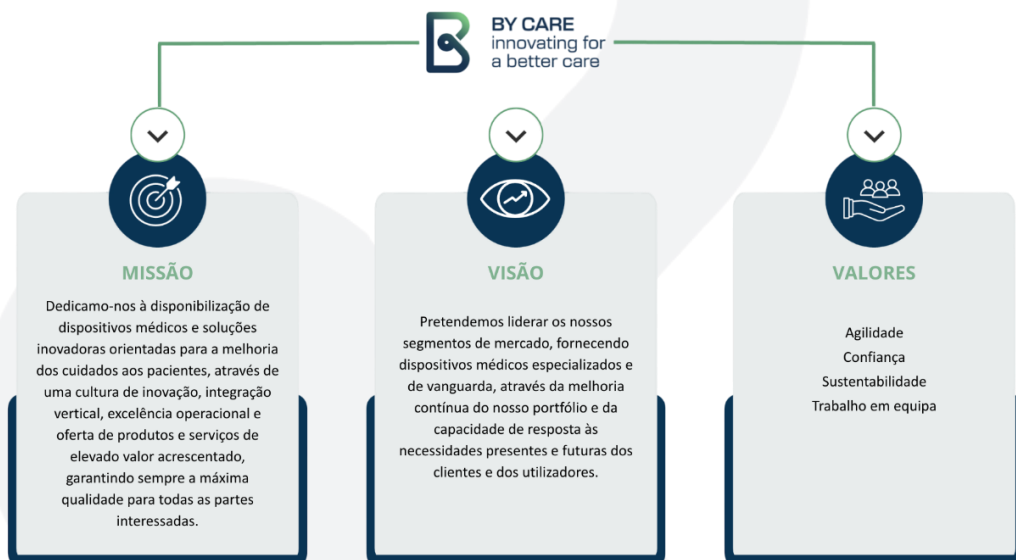 BY CARE
innovating for
a better care
MISSÃO
Dedicamo-nos à disponibilização de
dispositivos médicos e soluções
inovadoras orientadas para a melhoria
dos cuidados aos pacientes, através de
uma cultura de inovação, integração
vertical, excelência operacional e
oferta de produtos e serviços de
elevado valor acrescentado,
garantindo sempre a máxima
qualidade para todas as partes
interessadas.
VISÃO
Pretendemos liderar os nossos
segmentos de mercado, fornecendo
dispositivos médicos especializados e
de vanguarda, através da melhoria
contínua do nosso portfólio e da
capacidade de resposta às
necessidades presentes e futuras dos
clientes e dos utilizadores.
VALORES
Agilidade
Confiança
Sustentabilidade
Trabalho em equipa